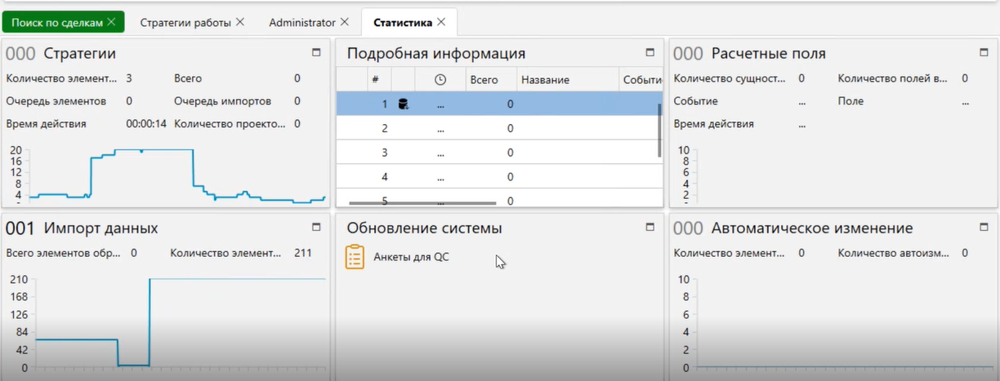 Поиск по сделкам
Стратегии работы
Administrator
Статистика
000 Стратегии
Количество элемент... 3 Всего 0
Очередь элементов 0 Очередь импортов 0
Время действия 00:00:14 Количество проекто... 0
20
16
12
8
4
Подробная информация
# Всего Название Событи
1 ... 0
2 ... 0
3 ... 0
4 ... 0
5 ... 0
000 Расчетные поля
Количество сущност... 0 Количество полей в... 0
Событие ... Поле ...
Время действия ...
10
8
6
4
2
001 Импорт данных
Всего элементов обр... 0 Количество элемент... 211
210
168
126
84
42
0
Обновление системы
Анкеты для QC
000 Автоматическое изменение
Количество элемент... 0 Количество автоизм... 0
10
8
6
4
2
0